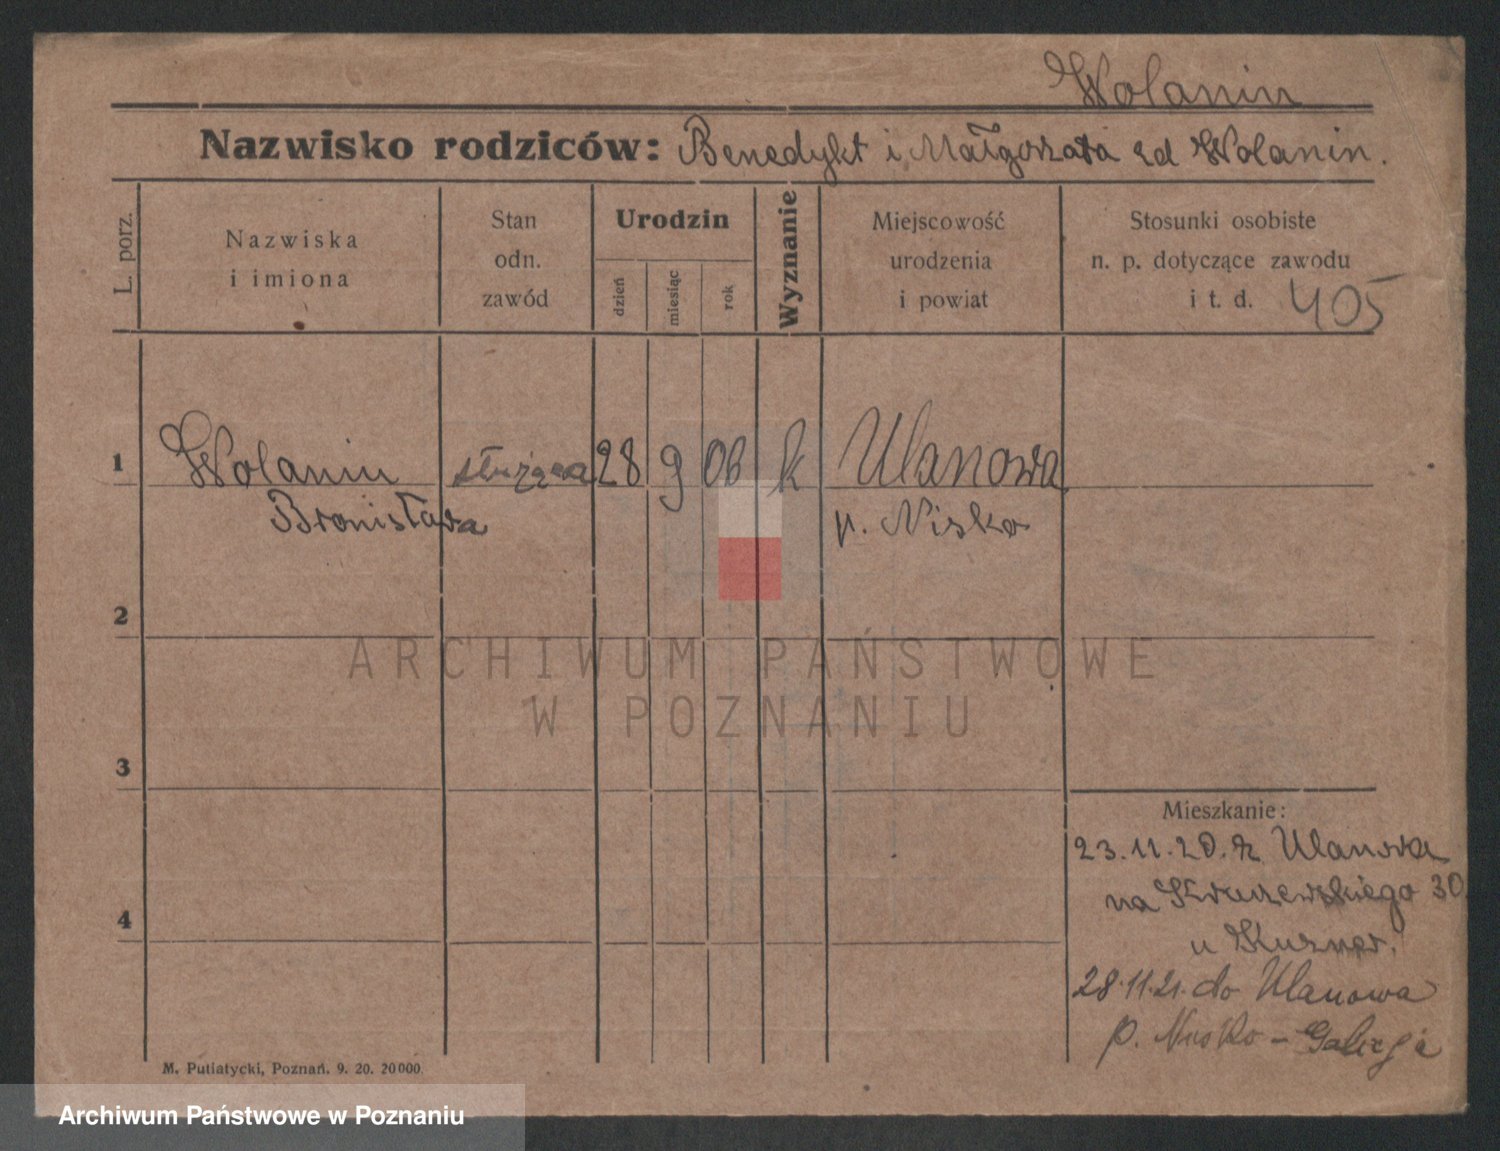 Wolanin
Nazwisko rodziców: Benedykt i Małgorzata zd Wolanin.
L. porz.
Nazwiska
i imiona
Stan
odn.
zawód
Urodzin
dzień
miesiąc
rok
Wyznanie
Miejscowość
urodzenia
i powiat
Stosunki osobiste
n. p. dotyczące zawodu
i t. d. 405
1 Wolanin służąca 28 9 06 k Ulanowa
Bronisława p. Nisko
2
ARCHIWUM PAŃSTWOWE
W POZNANIU
3
Mieszkanie:
23.11.20. z Ulanowa
na 30
4
u
28.11.21. do Ulanowa
p. Nisko - Galicja
M. Putiatycki, Poznań. 9. 20. 20000.
Archiwum Państwowe w Poznaniu